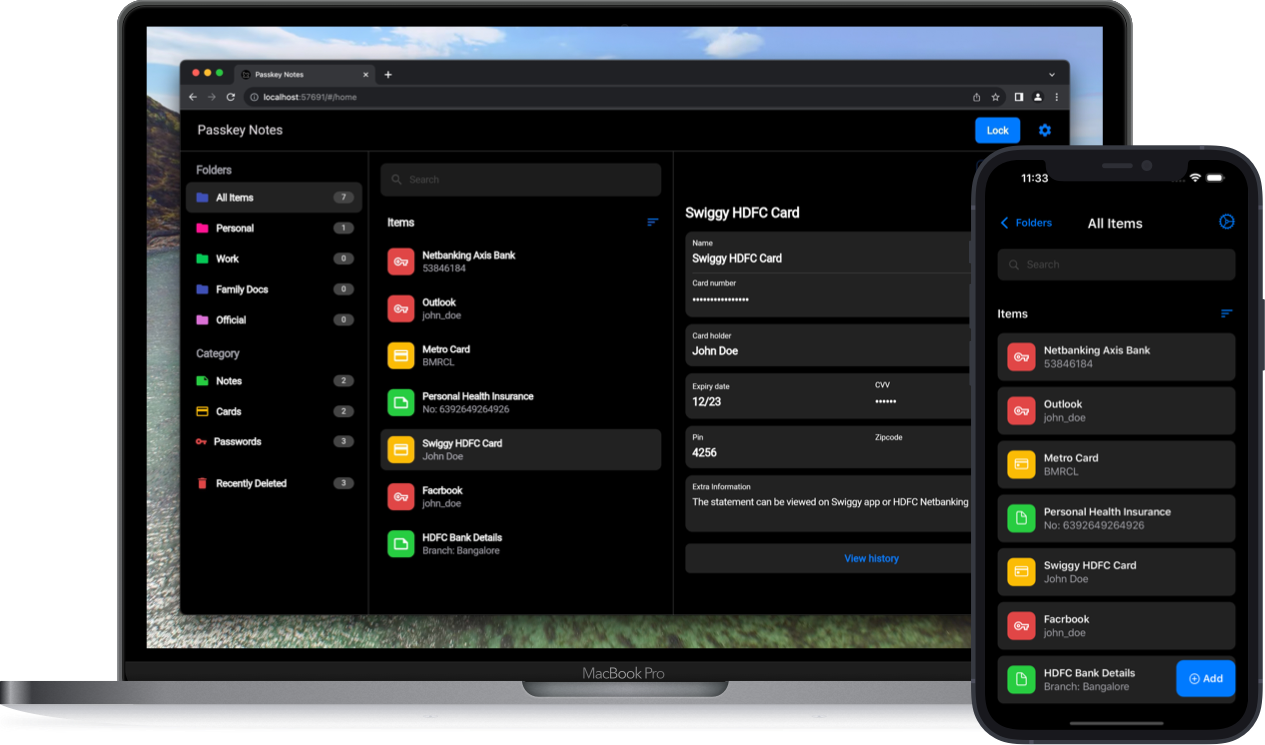 Passkey Notes
localhost:57691/#/home
Passkey Notes
Lock
Folders
All Items 7
Personal 1
Work 0
Family Docs 0
Official 0
Category
Notes 2
Cards 2
Passwords 3
Recently Deleted 3
Search
Items
Netbanking Axis Bank
53846184
Outlook
john_doe
Metro Card
BMRCL
Personal Health Insurance
No: 6392649264926
Swiggy HDFC Card
John Doe
Facrbook
john_doe
HDFC Bank Details
Branch: Bangalore
Swiggy HDFC Card
Name
Swiggy HDFC Card
Card number
••••••••••••••••
Card holder
John Doe
Expiry date CVV
12/23 ••••••
Pin Zipcode
4256
Extra Information
The statement can be viewed on Swiggy app or HDFC Netbanking
View history
MacBook Pro
11:33
Folders All Items
Search
Items
Netbanking Axis Bank
53846184
Outlook
john_doe
Metro Card
BMRCL
Personal Health Insurance
No: 6392649264926
Swiggy HDFC Card
John Doe
Facrbook
john_doe
HDFC Bank Details
Branch: Bangalore
Add